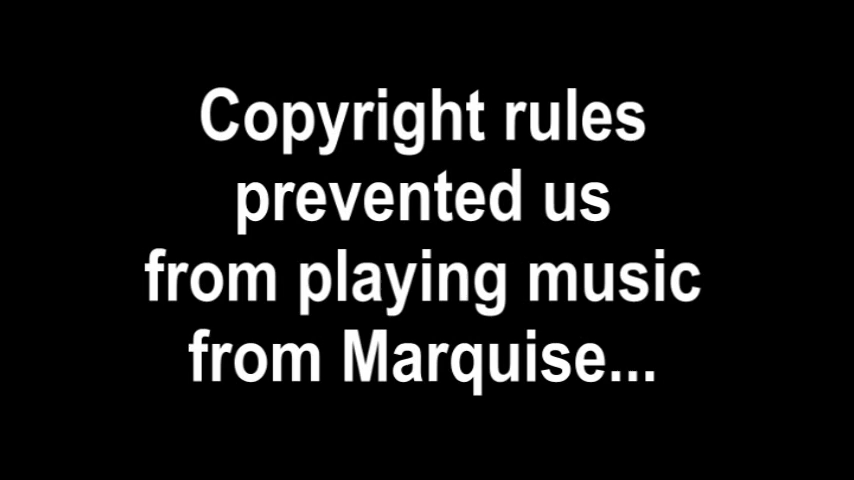 Copyright rules
prevented us
from playing music
from Marquise...